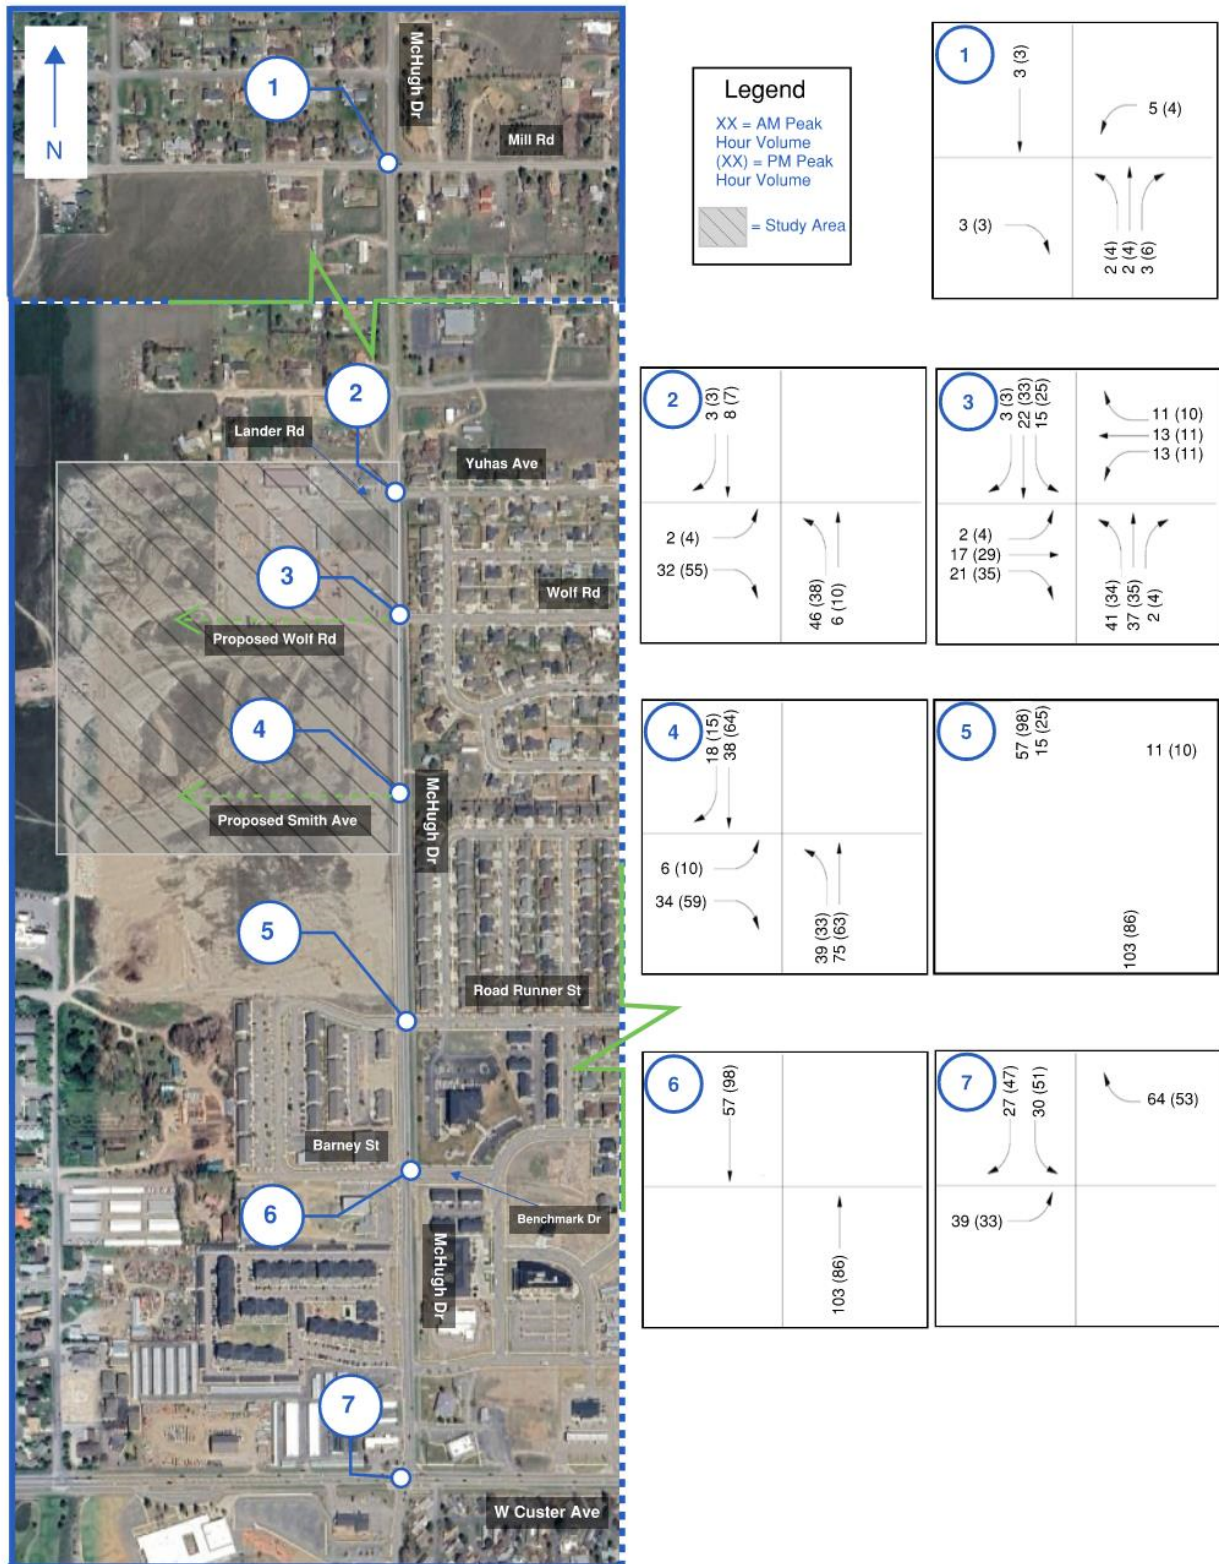 N
1
McHugh Dr
Mill Rd
2
Lander Rd
Yuhas Ave
3
Wolf Rd
Proposed Wolf Rd
4
Proposed Smith Ave
McHugh Dr
5
Road Runner St
Barney St
6
Benchmark Dr
McHugh Dr
7
W Custer Ave
Legend
XX = AM Peak
Hour Volume
(XX) = PM Peak
Hour Volume
= Study Area
1
3 (3)
5 (4)
3 (3)
2 (4)
2 (4)
3 (6)
2
3 (3)
8 (7)
2 (4)
32 (55)
46 (38)
6 (10)
3
3 (3)
22 (33)
15 (25)
11 (10)
13 (11)
13 (11)
2 (4)
17 (29)
21 (35)
41 (34)
37 (35)
2 (4)
4
18 (15)
38 (64)
6 (10)
34 (59)
39 (33)
75 (63)
5
57 (98)
15 (25)
11 (10)
103 (86)
6
57 (98)
103 (86)
7
27 (47)
30 (51)
64 (53)
39 (33)